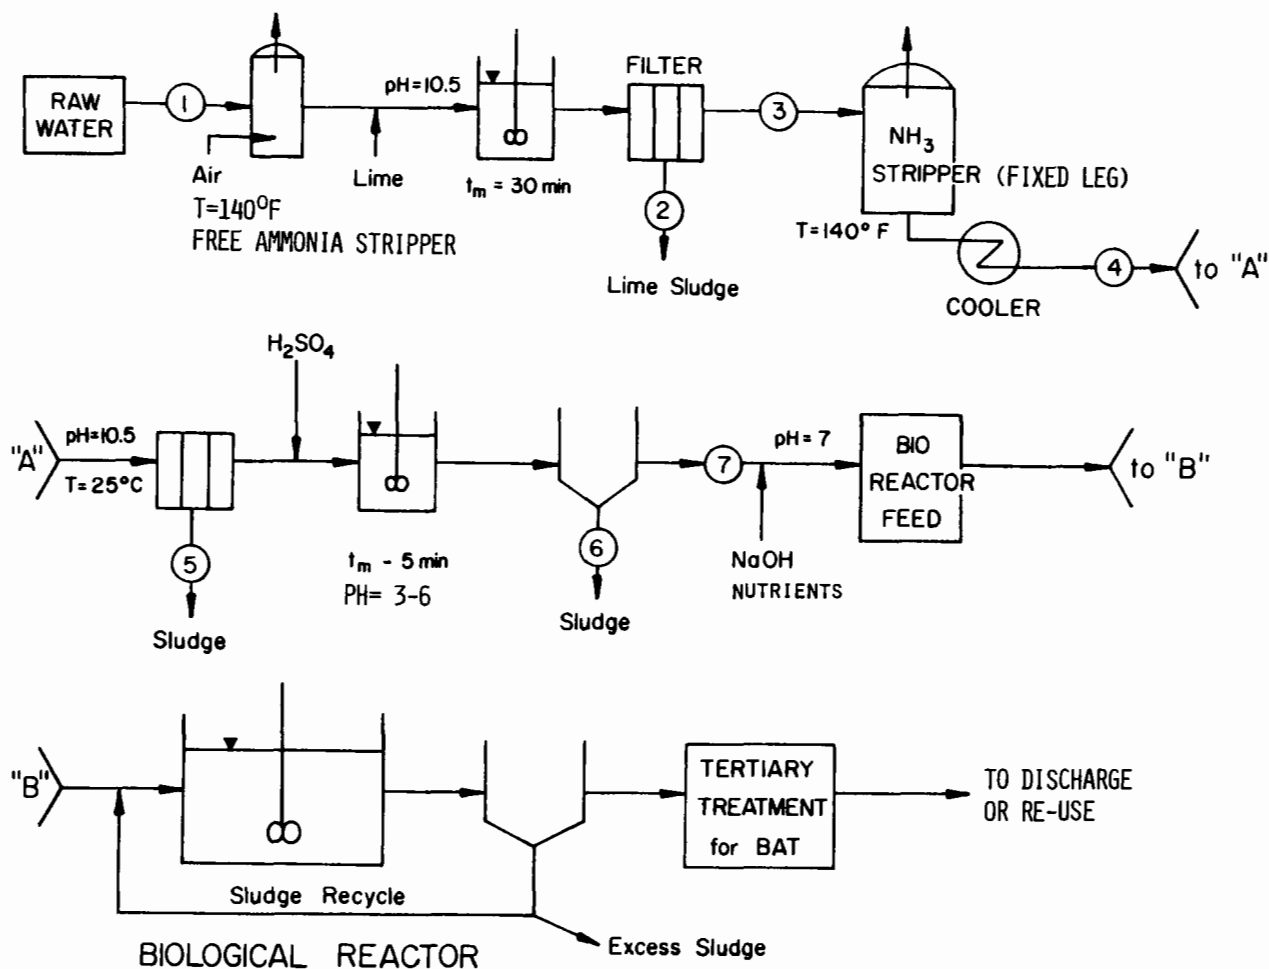 RAW
WATER
1
Air
T=140°F
FREE AMMONIA STRIPPER
Lime
pH=10.5
tm = 30 min
FILTER
2
Lime Sludge
3
NH3
STRIPPER (FIXED LEG)
T=140° F
COOLER
4
to "A"
"A"
pH=10.5
T=25°C
5
Sludge
H2SO4
tm - 5 min
PH= 3-6
6
Sludge
7
NaOH
NUTRIENTS
pH=7
BIO
REACTOR
FEED
to "B"
"B"
Sludge Recycle
BIOLOGICAL REACTOR
Excess Sludge
TERTIARY
TREATMENT
for BAT
TO DISCHARGE
OR RE-USE